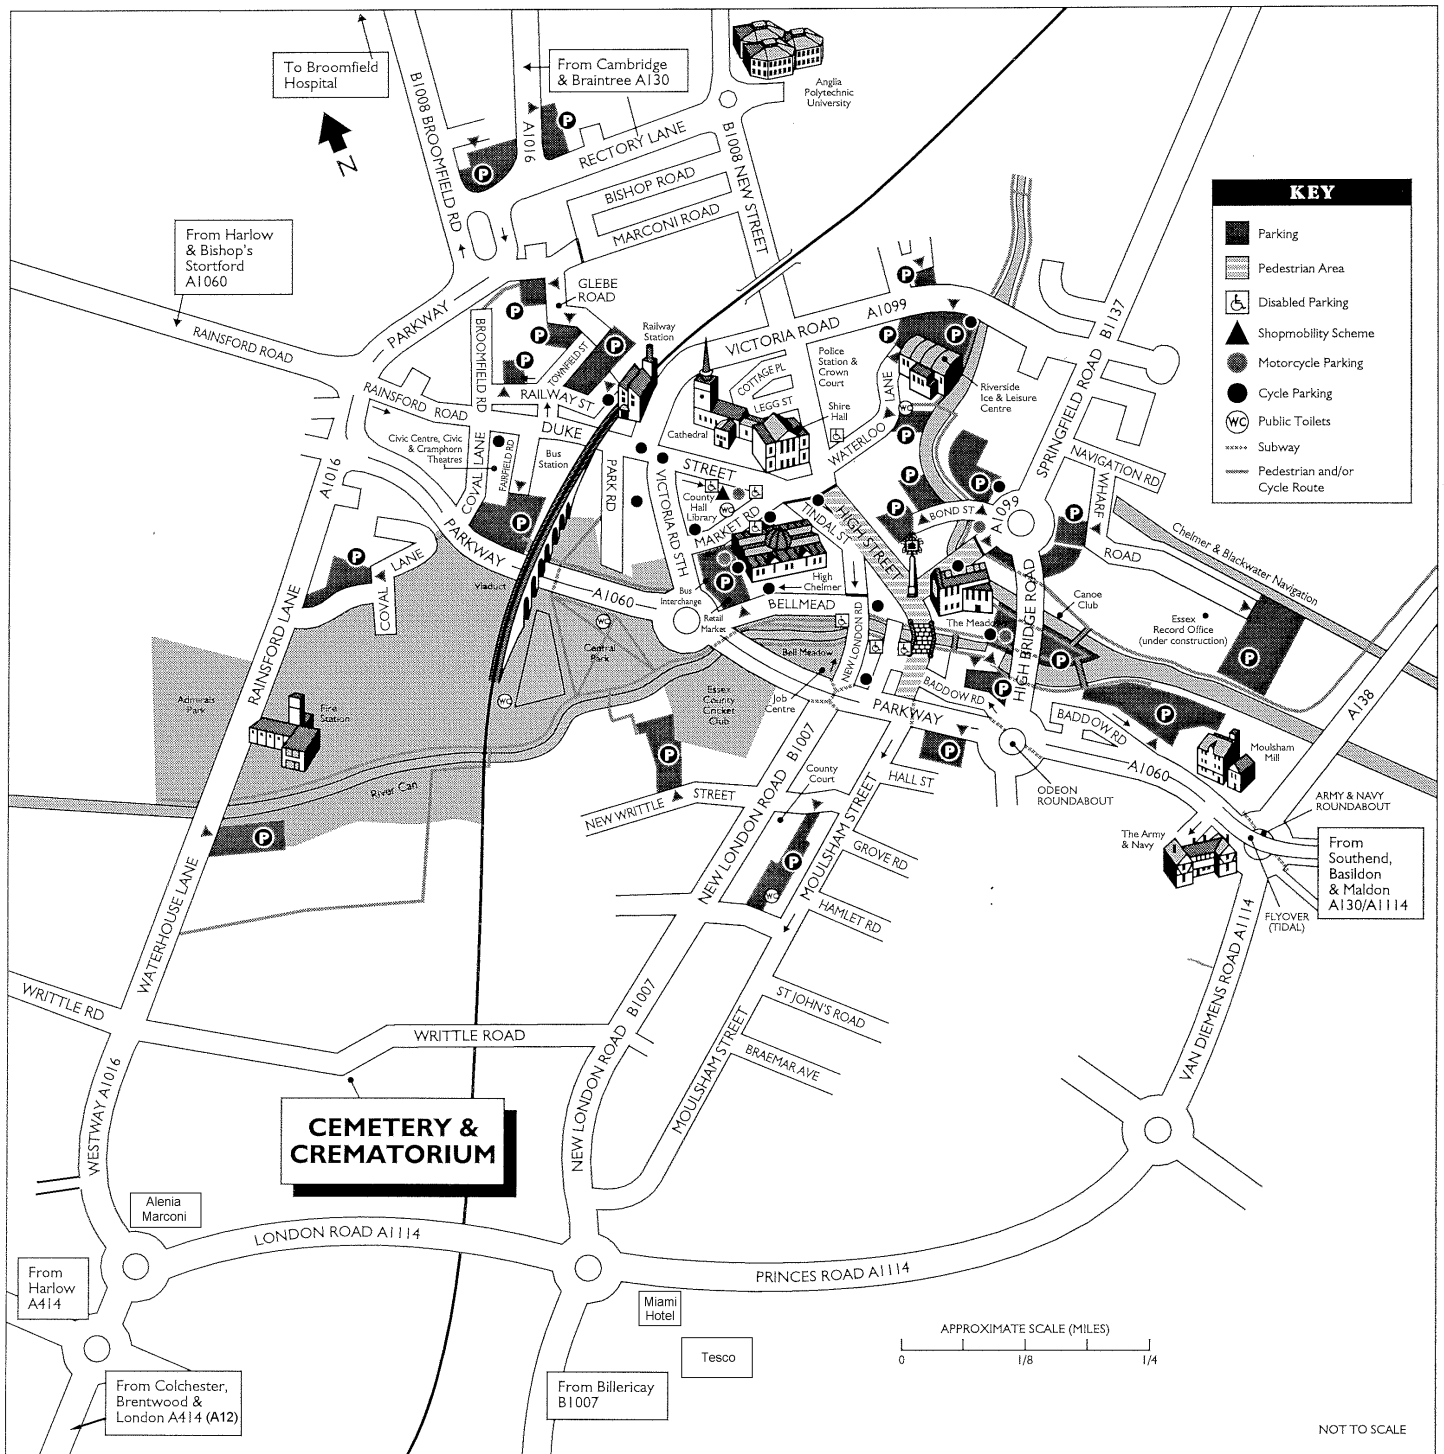 To Broomfield
Hospital
N
From Cambridge
& Braintree A130
Anglia
Polytechnic
University
B1008 BROOMFIELD RD
A1016
RECTORY LANE
BISHOP ROAD
MARCONI ROAD
B1008 NEW STREET
From Harlow
& Bishop's
Stortford
A1060
RAINSFORD ROAD
PARKWAY
GLEBE
ROAD
BROOMFIELD RD
TOWNFIELD ST
Railway
Station
RAILWAY ST
VICTORIA ROAD A1099
COTTAGE PL
LEGG ST
Police
Station &
Crown
Court
Shire
Hall
Cathedral
WATERLOO LANE
Riverside
Ice & Leisure
Centre
SPRINGFIELD ROAD B1137
KEY
P
Parking
Pedestrian Area
Disabled Parking
Shopmobility Scheme
Motorcycle Parking
Cycle Parking
WC
Public Toilets
Subway
Pedestrian and/or
Cycle Route
RAINSFORD ROAD
DUKE
STREET
Civic Centre, Civic
& Cramphorn
Theatres
COVAL LANE
FAIRFIELD RD
Bus
Station
PARK RD
VICTORIA RD STH
County
Hall
Library
MARKET RD
TINDAL ST
HIGH STREET
BOND ST
A1099
NAVIGATION RD
WHARF
ROAD
Chelmer & Blackwater Navigation
A1016
PARKWAY
COVAL LANE
Viaduct
A1060
Bus
Interchange
Retail
Market
High
Chelmer
BELLMEAD
The Meadows
Canoe
Club
HIGH BRIDGE ROAD
Essex
Record Office
(under construction)
RAINSFORD LANE
Admirals
Park
Fire
Station
Central
Park
Essex
County
Cricket
Club
Bell Meadow
Job
Centre
NEW LONDON RD
BADDOW RD
PARKWAY
BADDOW RD
A1060
A138
Moulsham
Mill
River Can
NEW WRITTLE STREET
County
Court
HALL ST
ODEON
ROUNDABOUT
ARMY & NAVY
ROUNDABOUT
The Army
& Navy
From
Southend,
Basildon
& Maldon
A130/A1114
FLYOVER
(TIDAL)
NEW LONDON ROAD B1007
MOULSHAM STREET
GROVE RD
HAMLET RD
ST JOHN'S ROAD
BRAEMAR AVE
WATERHOUSE LANE
WRITTLE RD
WRITTLE ROAD
NEW LONDON ROAD B1007
MOULSHAM STREET
VAN DIEMENS ROAD A1114
WESTWAY A1016
CEMETERY &
CREMATORIUM
Alenia
Marconi
LONDON ROAD A1114
PRINCES ROAD A1114
From
Harlow
A414
Miami
Hotel
Tesco
From Colchester,
Brentwood &
London A414 (A12)
From Billericay
B1007
APPROXIMATE SCALE (MILES)
0 1/8 1/4
NOT TO SCALE